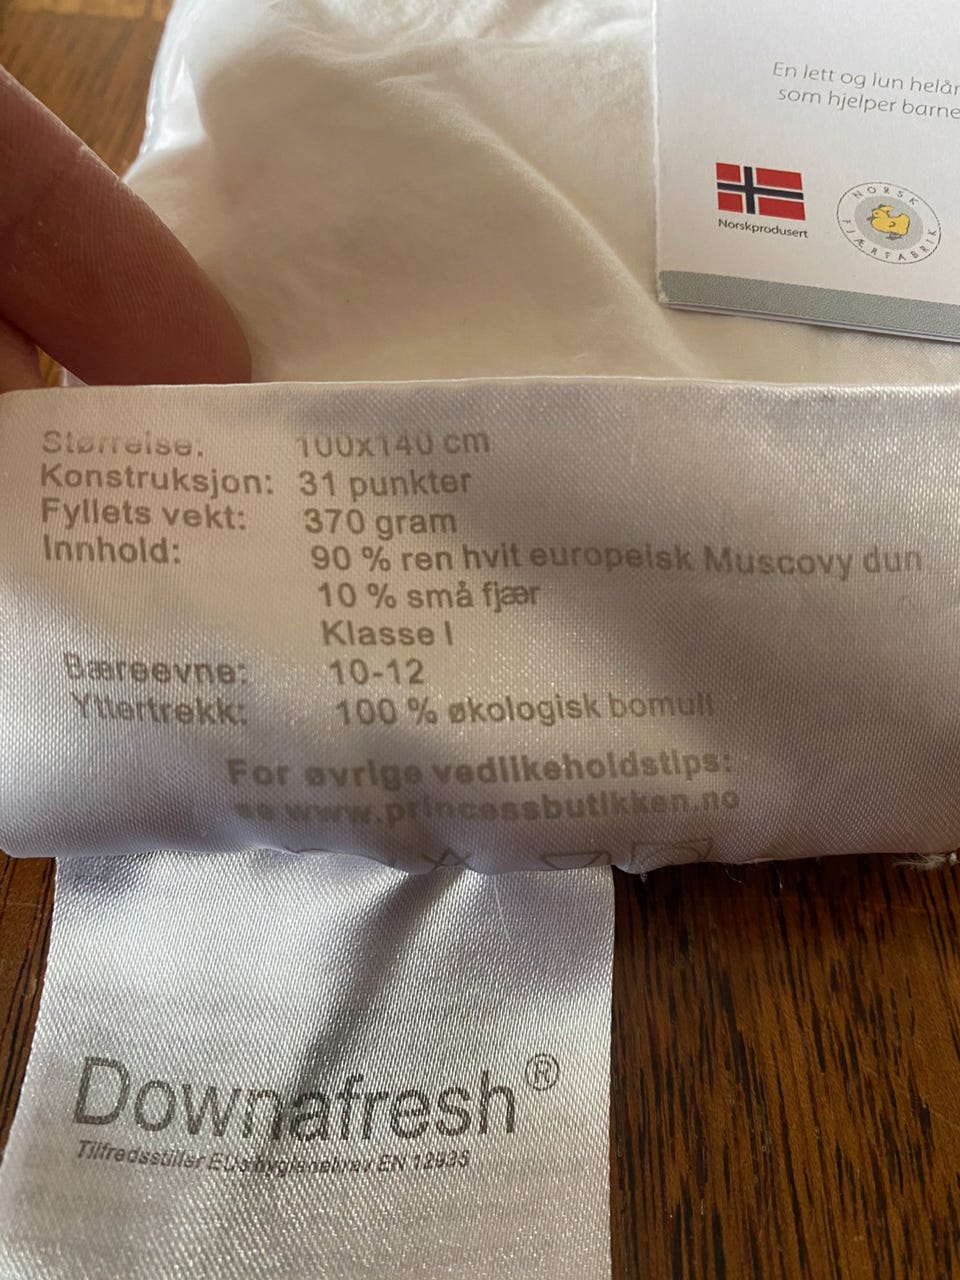 En lett og lun helår
som hjelper barne
Norskprodusert
NORSK FJÆRFABRIK
Størrelse: 100x140 cm
Konstruksjon: 31 punkter
Fyllets vekt: 370 gram
Innhold: 90 % ren hvit europeisk Muscovy dun
10 % små fjær
Klasse I
Bæreevne: 10-12
Yttertrekk: 100 % økologisk bomull
For øvrige vedlikeholdstips:
se www.princessbutikken.no
Downafresh®
Tilfredsstiller EUs hygienekrav EN 12935